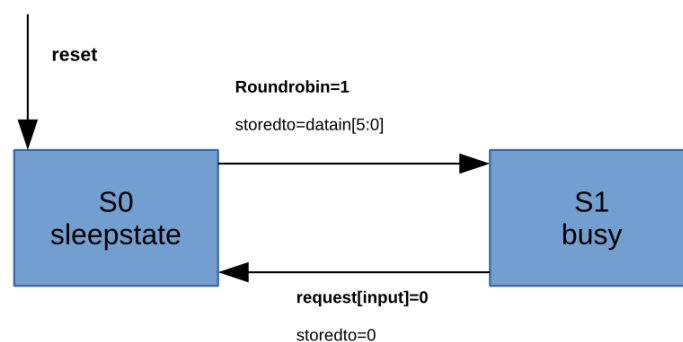 reset
Roundrobin=1
storedto=datain[5:0]
S0
sleepstate
S1
busy
request[input]=0
storedto=0